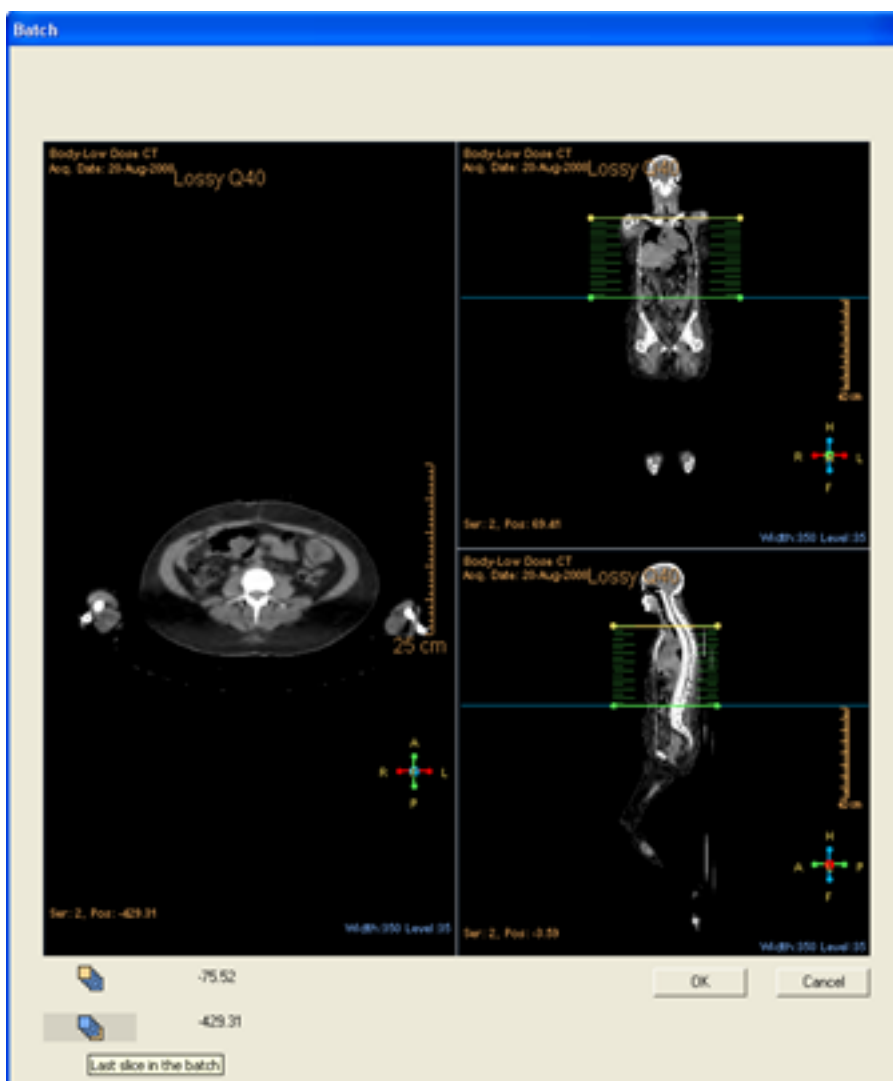 Batch
Body-Low Dose CT
Acq. Date: 20-Aug-2008
Lossy Q40
25 cm
A
R L
P
Ser: 2, Pos: -429.31
Width:350 Level:35
Body-Low Dose CT
Acq. Date: 20-Aug-2008
Lossy Q40
cm
H
R L
F
Ser: 2, Pos: 69.41
Width:350 Level:35
Body-Low Dose CT
Acq. Date: 20-Aug-2008
Lossy Q40
cm
H
A P
F
Ser: 2, Pos: -3.59
Width:350 Level:35
-75.52
OK
Cancel
-429.31
Last slice in the batch